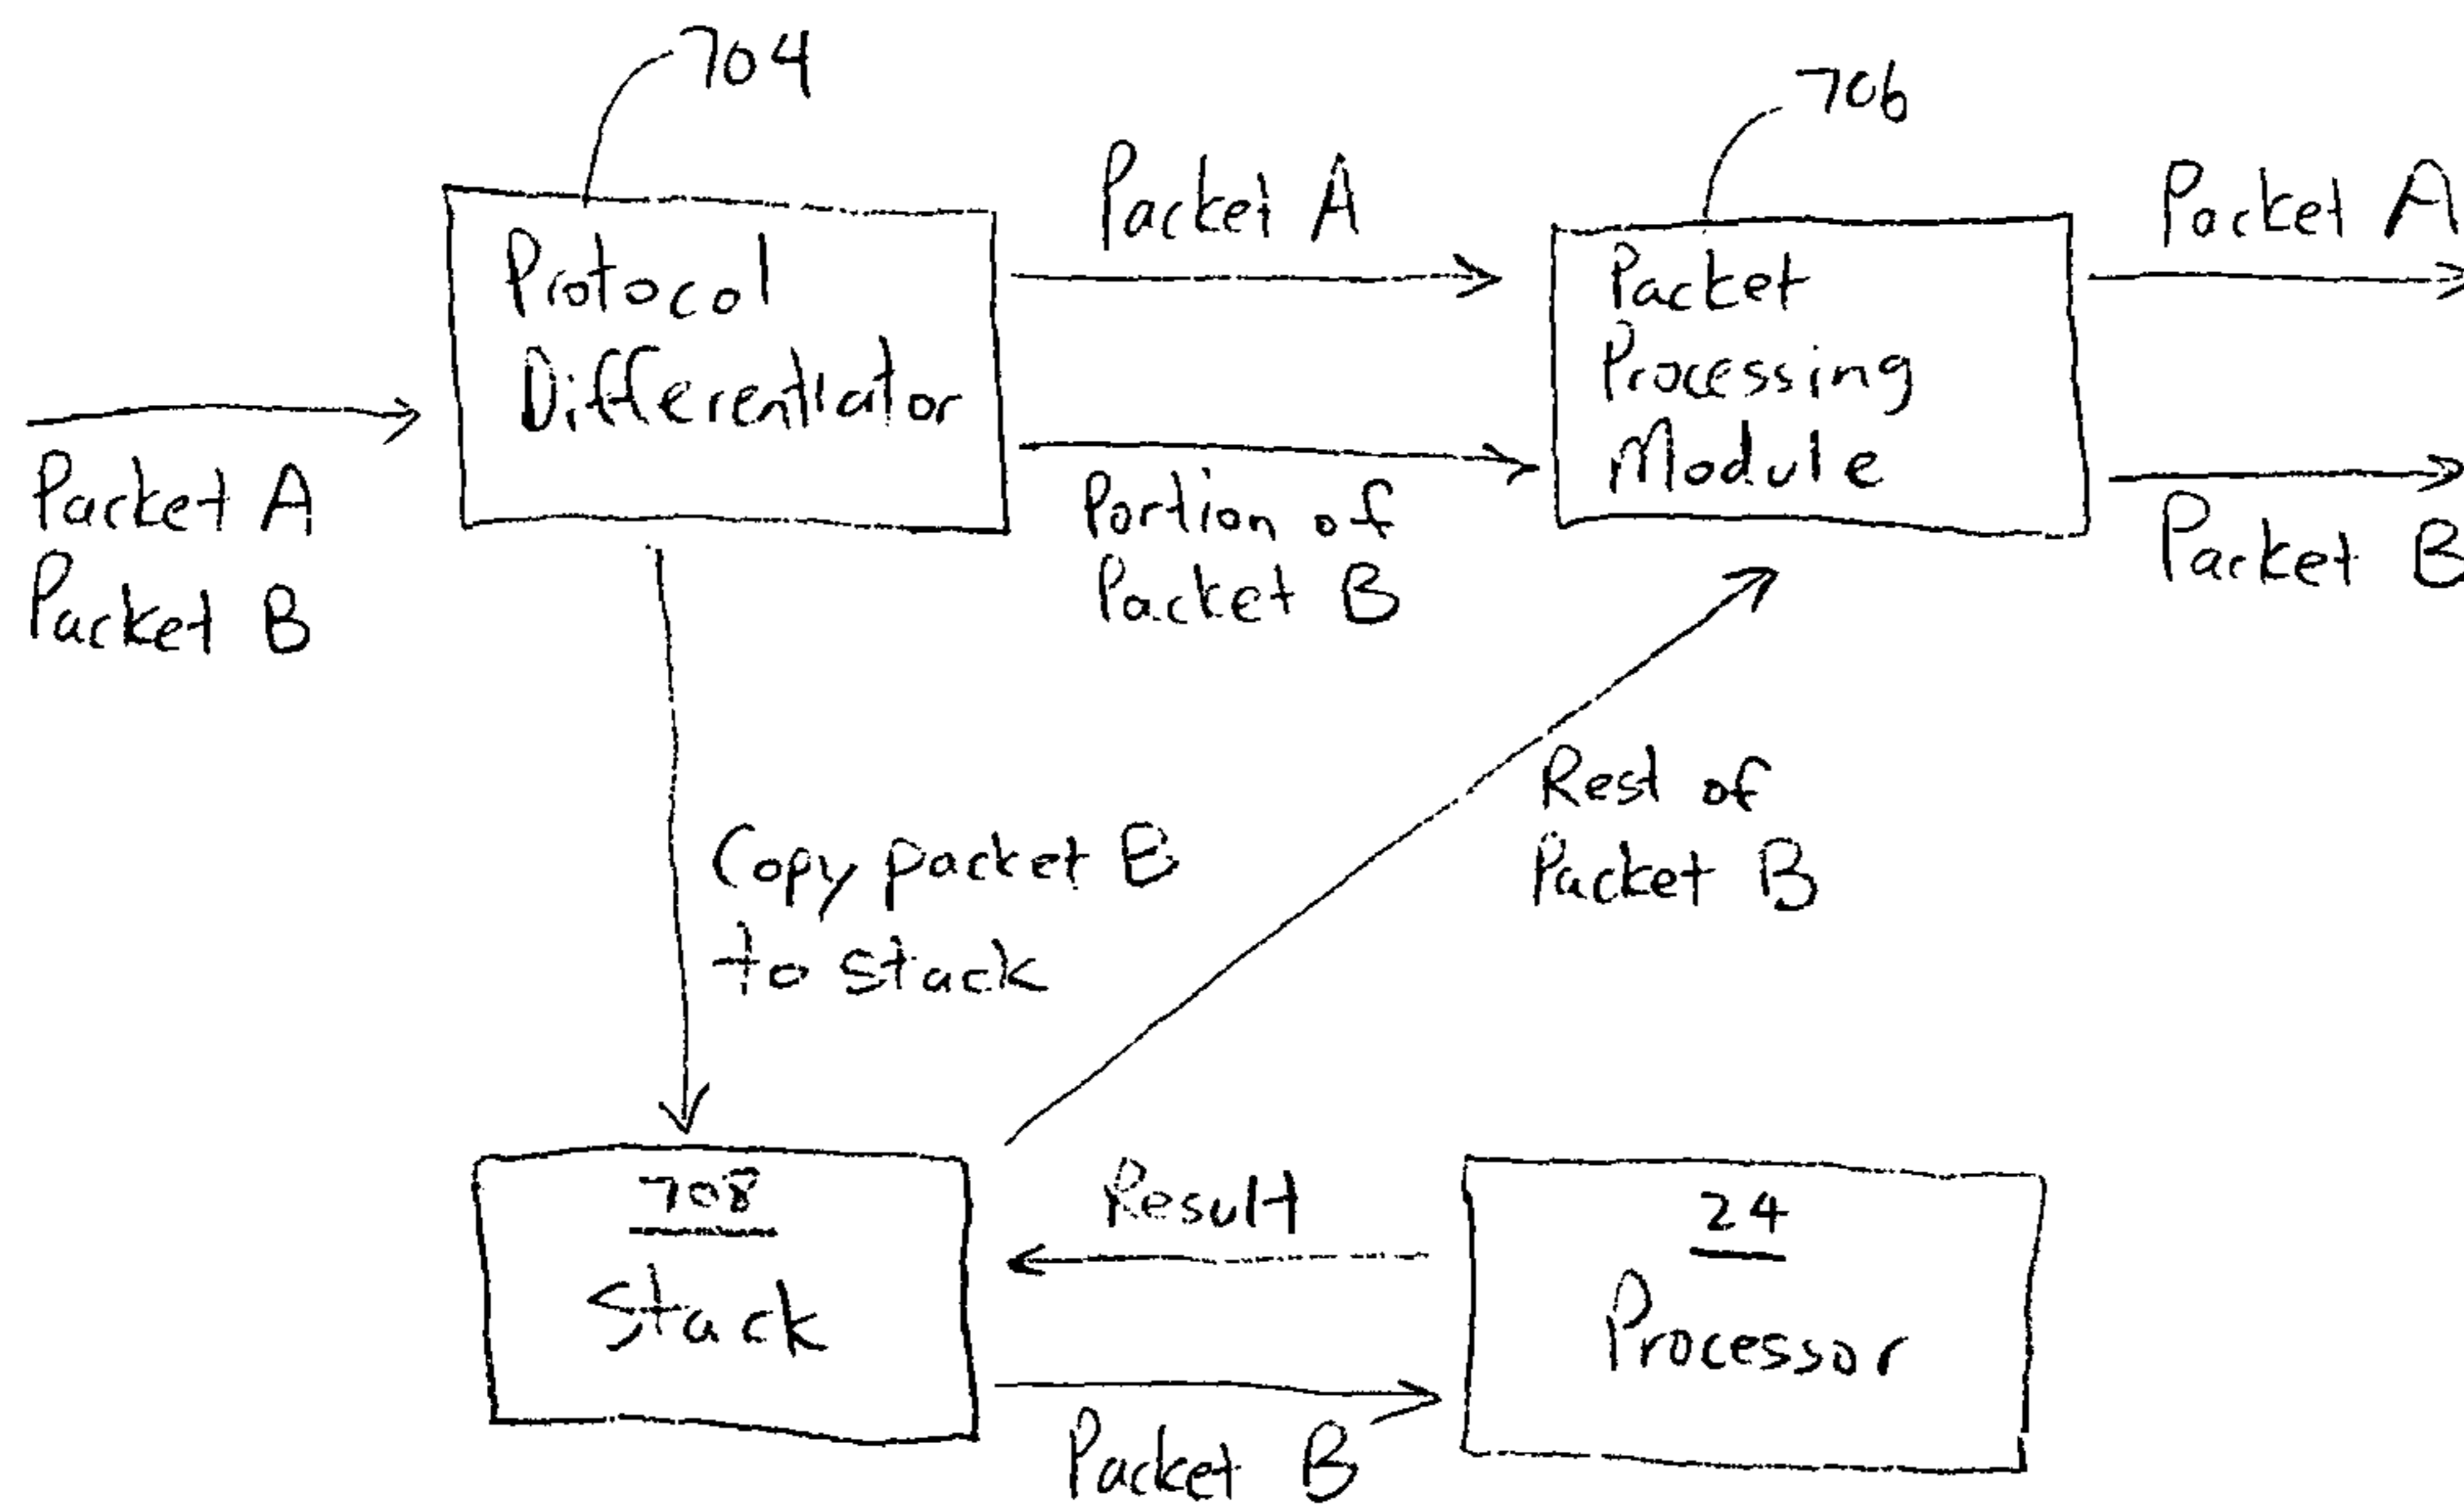 704
706
Packet A
Packet A
Protocol
Differentiator
Packet
Processing
Module
Packet A
Packet B
Portion of
Packet B
Packet B
Copy packet B
to stack
Rest of
Packet B
708
Stack
Result
Packet B
24
Processor